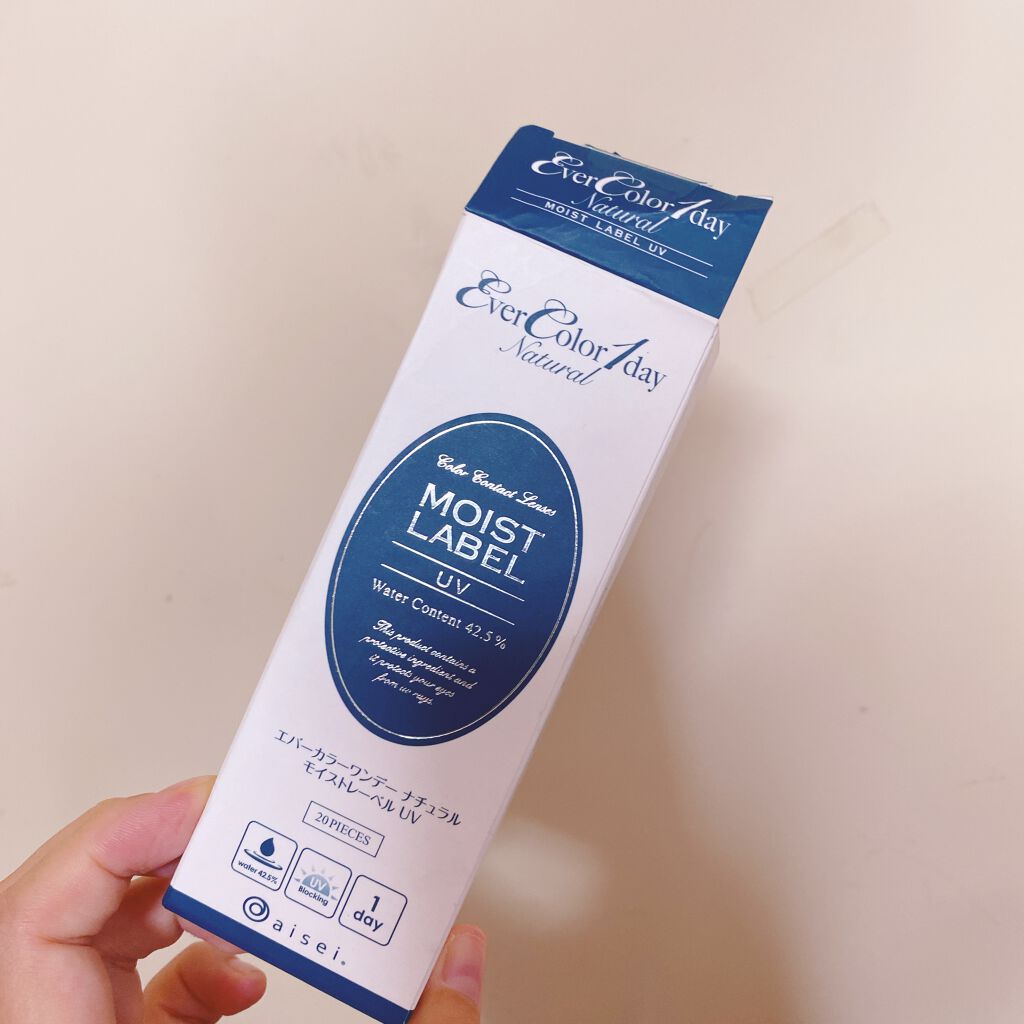 EverColor1day
Natural
MOIST LABEL UV
EverColor1day
Natural
Color Contact Lenses
MOIST
LABEL
UV
Water Content 42.5%
This product contains a
protective ingredient and
it protects your eyes
from uv rays.
エバーカラーワンデー ナチュラル
モイストレーベル UV
20 PIECES
water 42.5%
UV
Blocking
1
day
aisei®